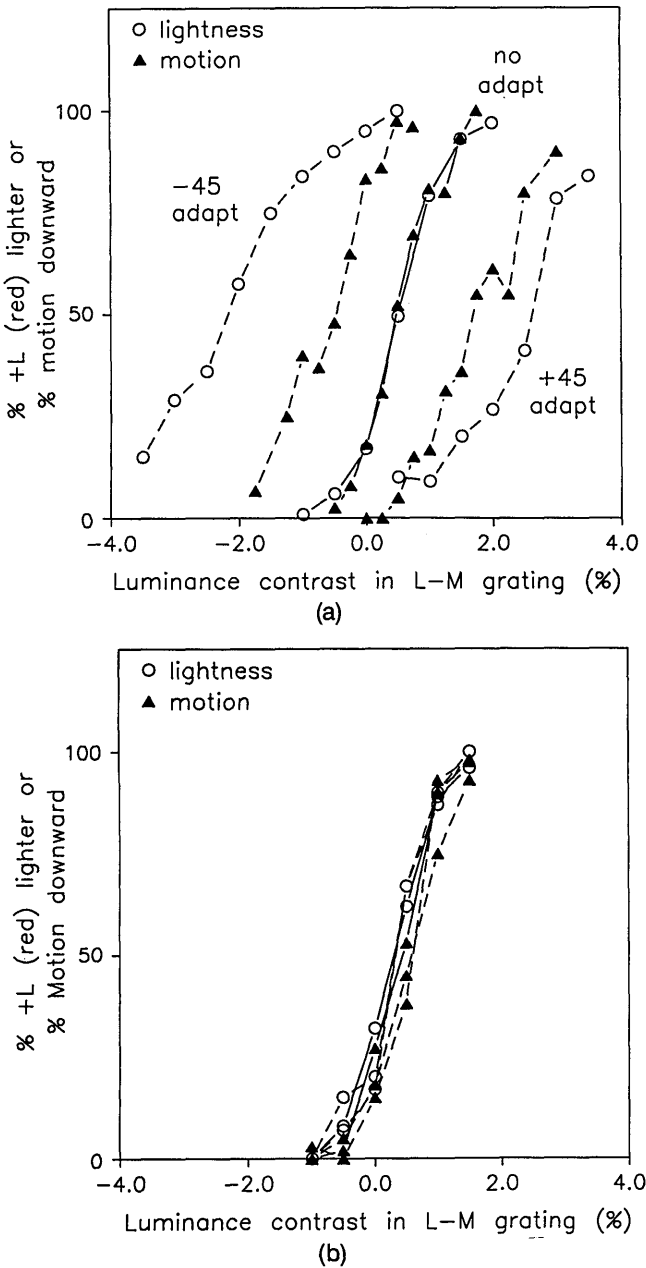 lightness
motion
no
adapt
−45
adapt
+45
adapt
100
50
0
% +L (red) lighter or
% motion downward
−4.0 −2.0 0.0 2.0 4.0
Luminance contrast in L−M grating (%)
(a)
lightness
motion
100
50
0
% +L (red) lighter or
% Motion downward
−4.0 −2.0 0.0 2.0 4.0
Luminance contrast in L−M grating (%)
(b)